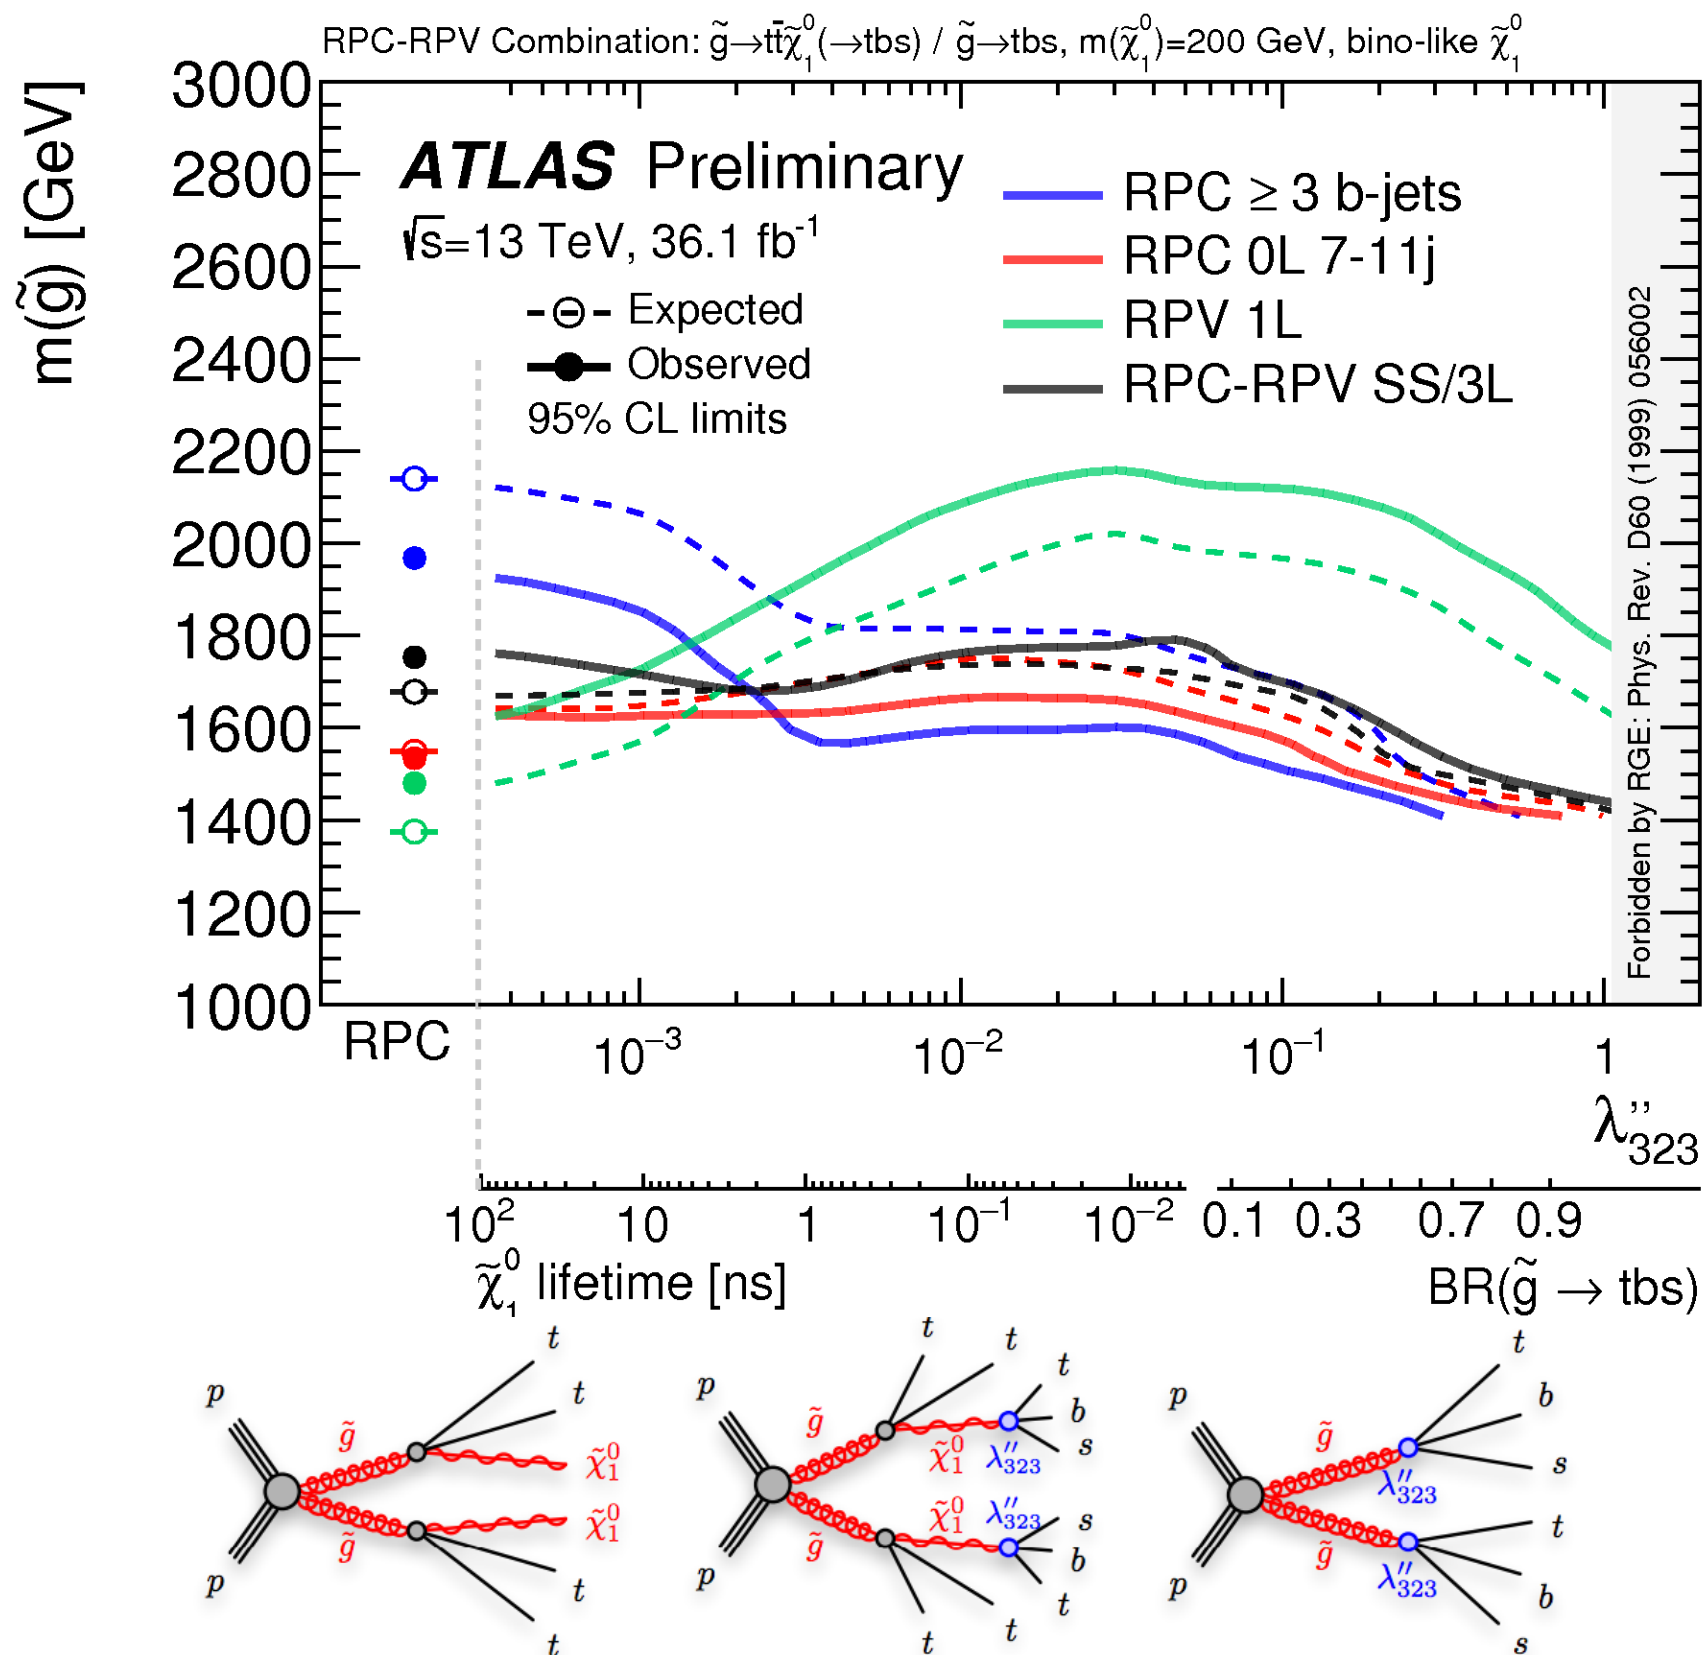 RPC-RPV Combination: g̃→tt̄χ̃₁⁰(→tbs) / g̃→tbs, m(χ̃₁⁰)=200 GeV, bino-like χ̃₁⁰
m(g̃) [GeV]
3000
2800
2600
2400
2200
2000
1800
1600
1400
1200
1000
ATLAS Preliminary
√s=13 TeV, 36.1 fb⁻¹
Expected
Observed
95% CL limits
RPC ≥ 3 b-jets
RPC 0L 7-11j
RPV 1L
RPC-RPV SS/3L
Forbidden by RGE: Phys. Rev. D60 (1999) 056002
RPC 10⁻³ 10⁻² 10⁻¹ 1
λ''₃₂₃
10² 10 1 10⁻¹ 10⁻² 0.1 0.3 0.7 0.9
χ̃₁⁰ lifetime [ns] BR(g̃ → tbs)
p
p
g̃
g̃
t
t
χ̃₁⁰
χ̃₁⁰
t
t
p
p
g̃
g̃
t
t
t
b
s
χ̃₁⁰ λ''₃₂₃
χ̃₁⁰ λ''₃₂₃
s
b
t
t
t
p
p
g̃
g̃
t
b
s
λ''₃₂₃
λ''₃₂₃
t
b
s